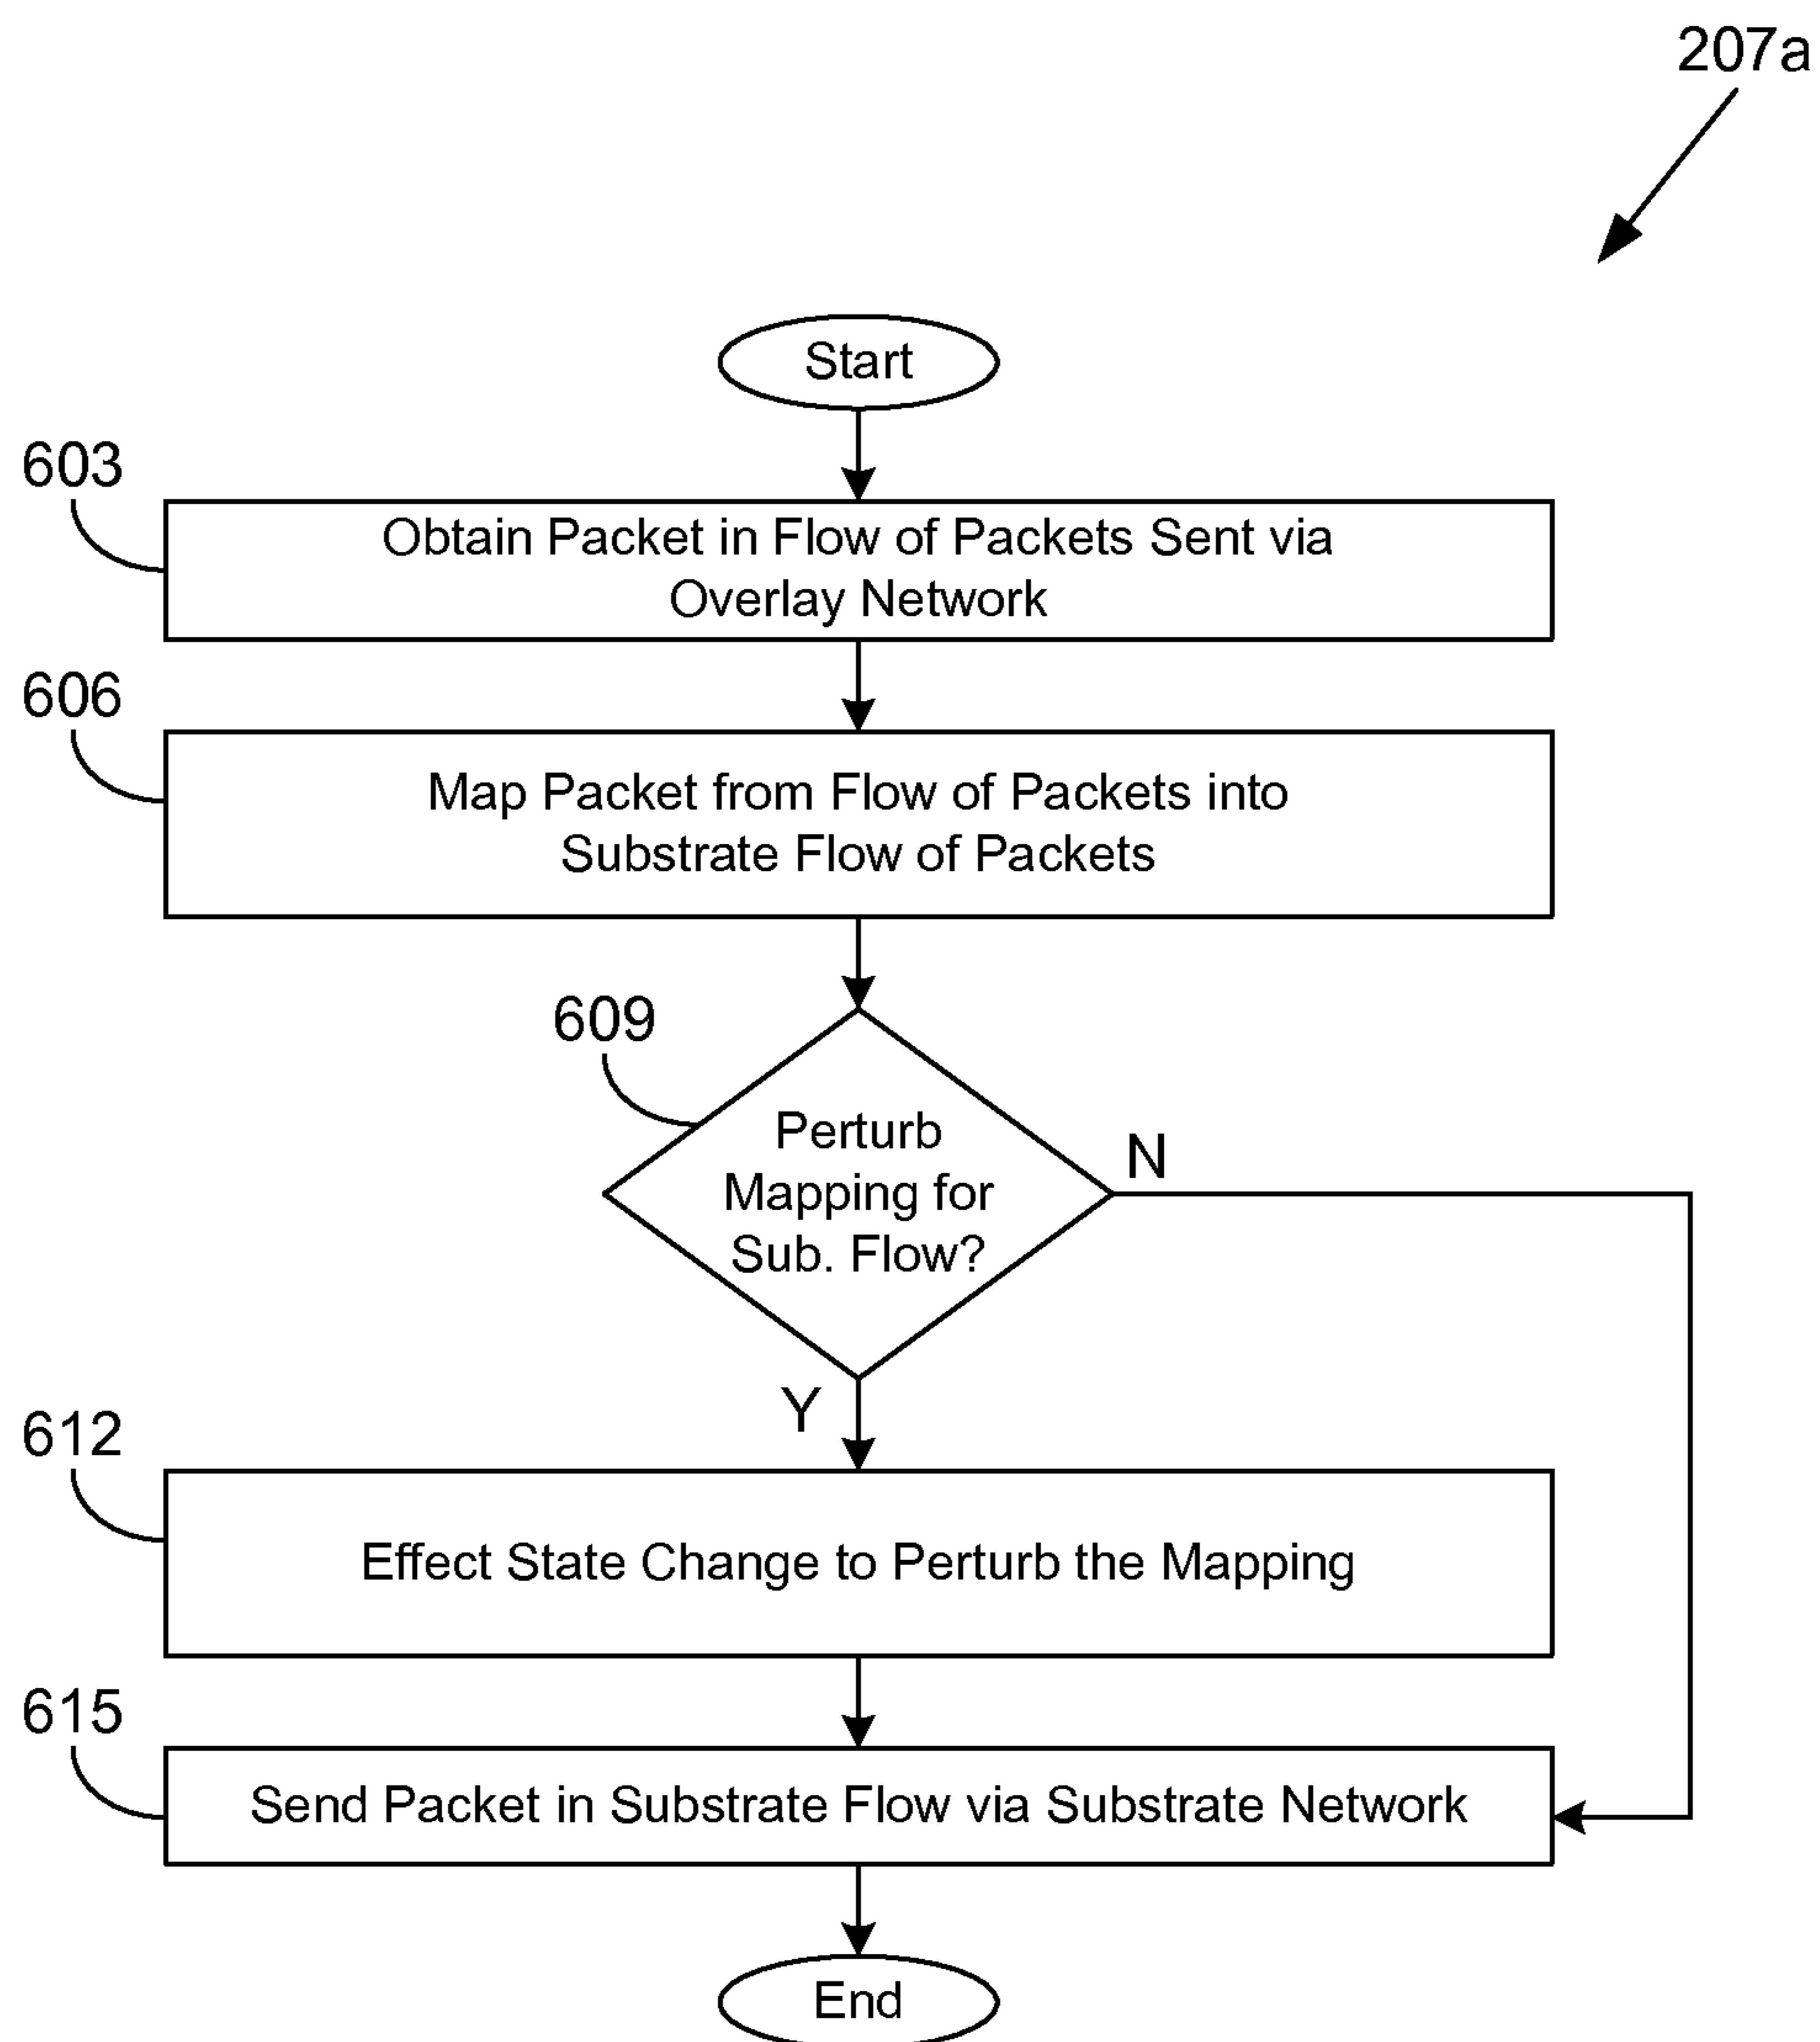 207a
Start
603
Obtain Packet in Flow of Packets Sent via
Overlay Network
606
Map Packet from Flow of Packets into
Substrate Flow of Packets
609
Perturb
Mapping for
Sub. Flow?
N
Y
612
Effect State Change to Perturb the Mapping
615
Send Packet in Substrate Flow via Substrate Network
End